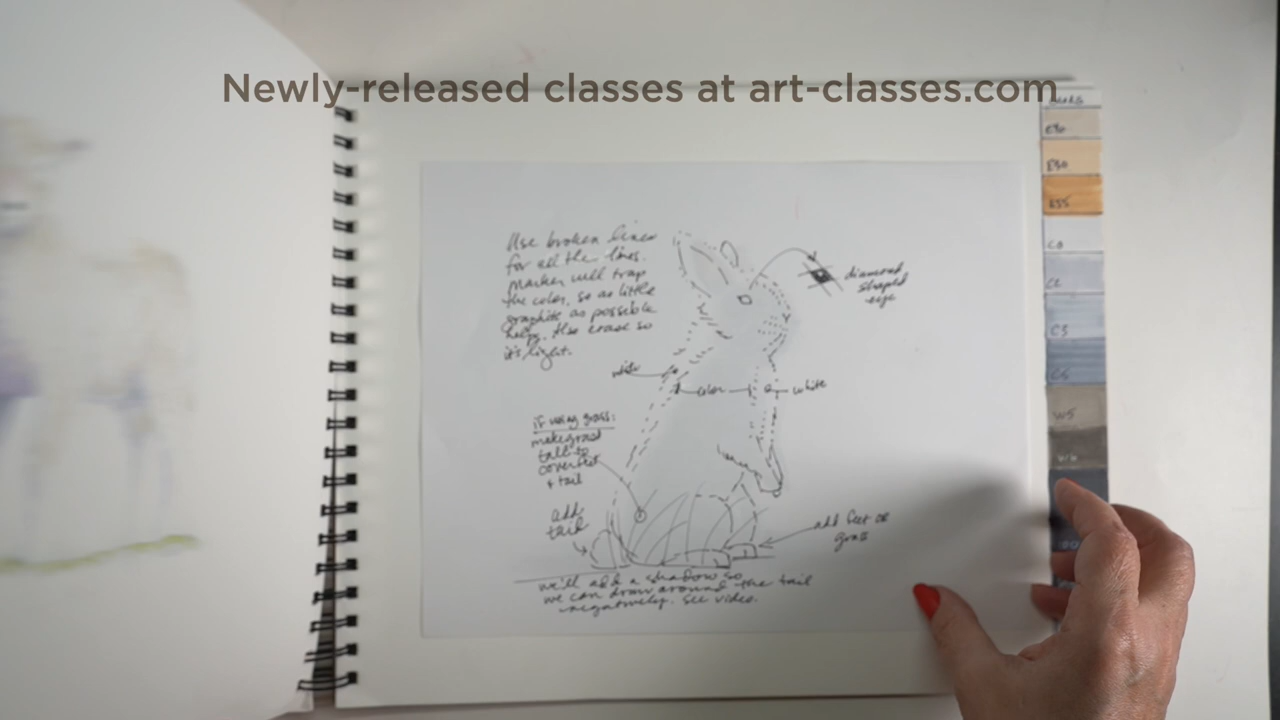 Newly-released classes at art-classes.com
Use broken lines
for all the lines.
Marker will trap
the color, so as little
graphite as possible
helps. Also erase so
it's light.
diamond
shaped
eye
white
color
white
if using grass:
make grass
tall to
cover feet
& tail
add
tail
add feet or
grass
we'll add a shadow so
we can draw around the tail
negatively. See video.
E50
E55
C0
C5
W5